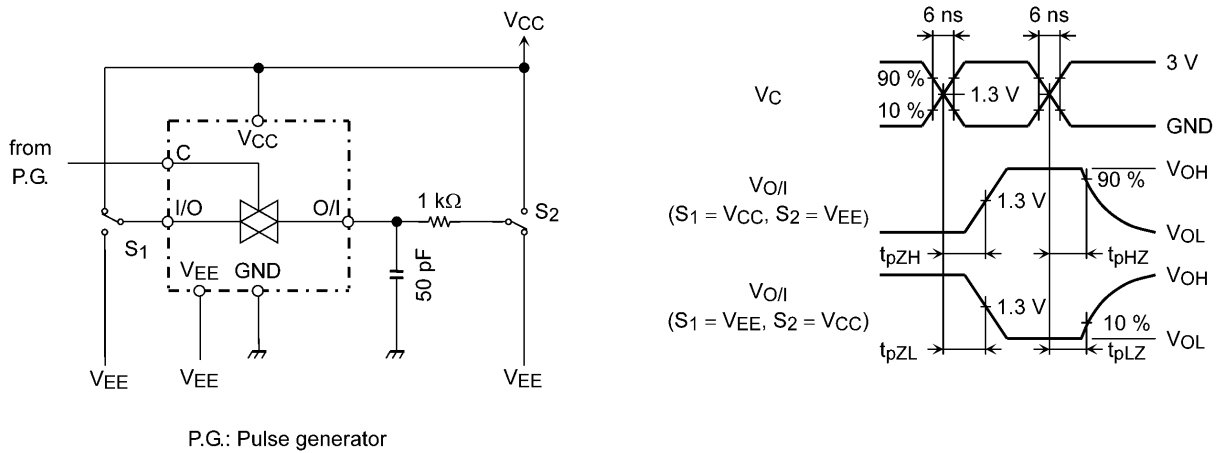 VCC
from
P.G.
C
VCC
I/O
O/I
1 kΩ
S1
S2
VEE
GND
50 pF
VEE
VEE
VEE
P.G.: Pulse generator
6 ns
6 ns
VC
90 %
10 %
1.3 V
3 V
GND
VO/I
(S1 = VCC, S2 = VEE)
1.3 V
90 %
VOH
VOL
tpZH
tpHZ
VO/I
(S1 = VEE, S2 = VCC)
1.3 V
10 %
VOH
VOL
tpZL
tpLZ